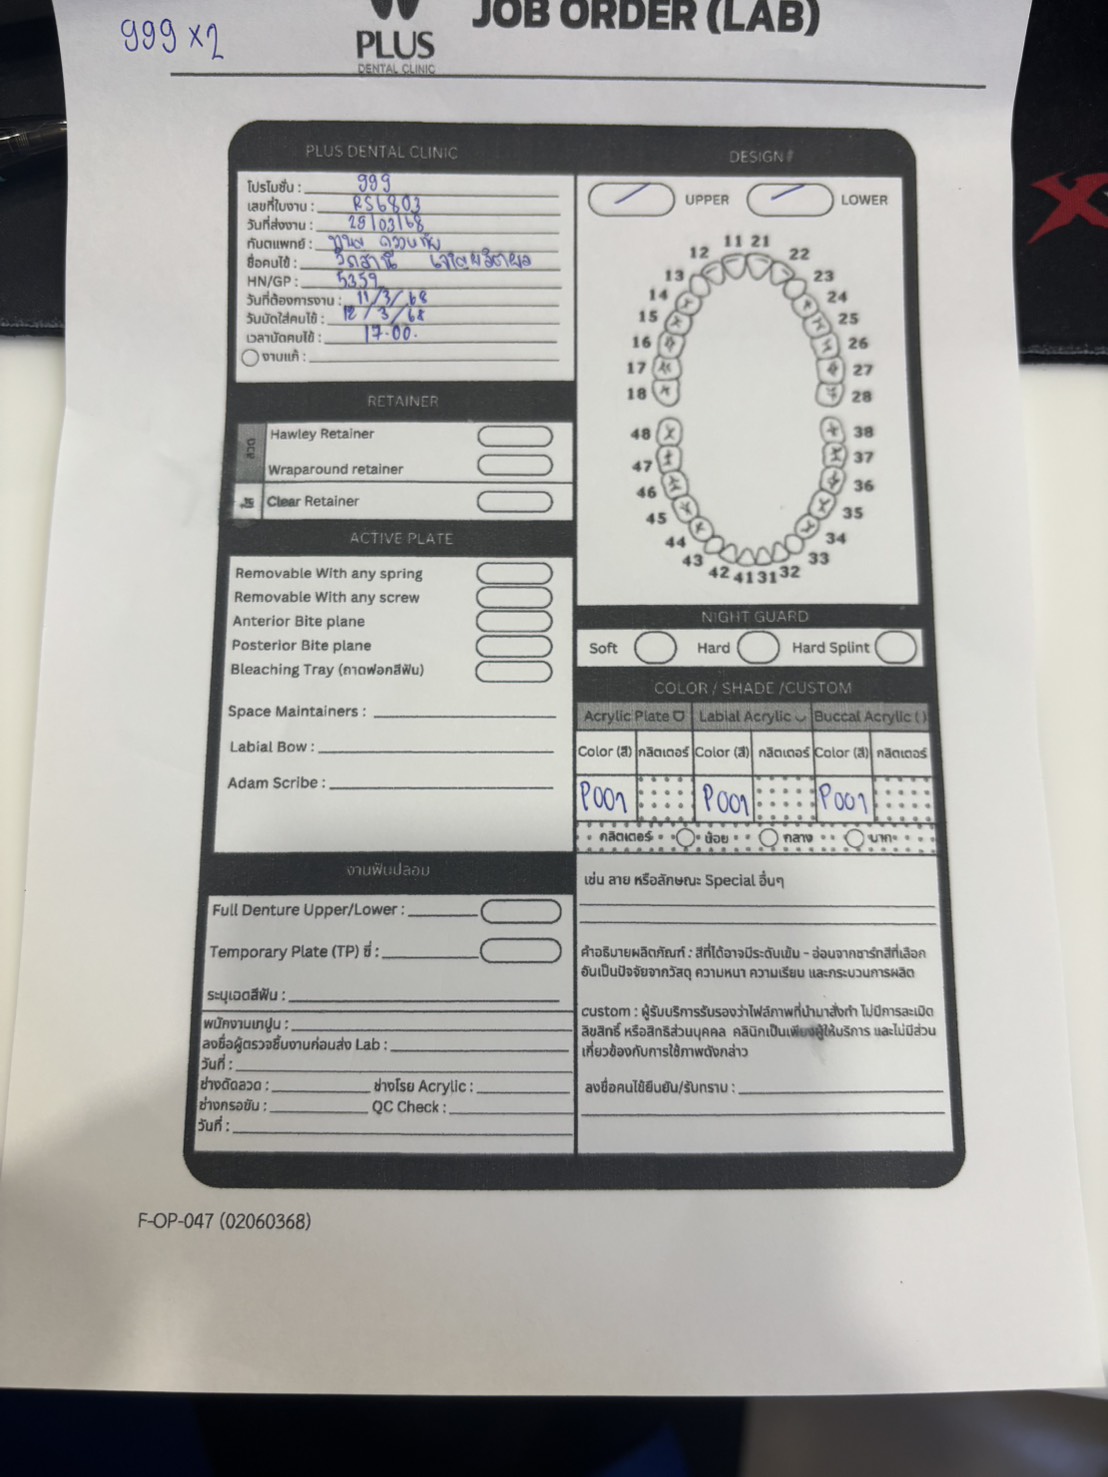 999 x2
JOB ORDER (LAB)
PLUS
DENTAL CLINIC
PLUS DENTAL CLINIC
โปรโมชั่น : 999
เลขที่ใบงาน : RS6803
วันที่ส่งงาน : 29/03/68
ทันตแพทย์ :
ชื่อคนไข้ :
HN/GP : 5359
วันที่ต้องการงาน : 11/3/68
วันนัดใส่คนไข้ : 12/3/68
เวลานัดคนไข้ : 17.00.
งานแก้ :
DESIGN #
UPPER LOWER
11 21
12 22
13 23
14 24
15 25
16 26
17 27
18 28
48 38
47 37
46 36
45 35
44 34
43 33
42 41 31 32
RETAINER
Hawley Retainer
Wraparound retainer
Clear Retainer
ACTIVE PLATE
Removable With any spring
Removable With any screw
Anterior Bite plane
Posterior Bite plane
Bleaching Tray (ถาดฟอกสีฟัน)
Space Maintainers :
Labial Bow :
Adam Scribe :
NIGHT GUARD
Soft Hard Hard Splint
COLOR / SHADE /CUSTOM
Acrylic Plate Labial Acrylic Buccal Acrylic ( )
Color (สี) กลิตเตอร์ Color (สี) กลิตเตอร์ Color (สี) กลิตเตอร์
P001 P001 P001
กลิตเตอร์ น้อย กลาง มาก
เช่น ลาย หรือลักษณะ Special อื่นๆ
คำอธิบายผลิตภัณฑ์ : สีที่ได้อาจมีระดับเข้ม - อ่อนจากชาร์ทสีที่เลือก
อันเป็นปัจจัยจากวัสดุ ความหนา ความเรียบ และกระบวนการผลิต
custom : ผู้รับบริการรับรองว่าไฟล์ภาพที่นำมาสั่งทำ ไม่มีการละเมิด
ลิขสิทธิ์ หรือสิทธิส่วนบุคคล คลินิกเป็นเพียงผู้ให้บริการ และไม่มีส่วน
เกี่ยวข้องกับการใช้ภาพดังกล่าว
ลงชื่อคนไข้ยืนยัน/รับทราบ :
งานฟันปลอม
Full Denture Upper/Lower :
Temporary Plate (TP) ซี่ :
ระบุเฉดสีฟัน :
พนักงานเทปูน :
ลงชื่อผู้ตรวจชิ้นงานก่อนส่ง Lab :
วันที่ :
ช่างดัดลวด : ช่างโรย Acrylic :
ช่างกรอขัด : QC Check :
วันที่ :
F-OP-047 (02060368)